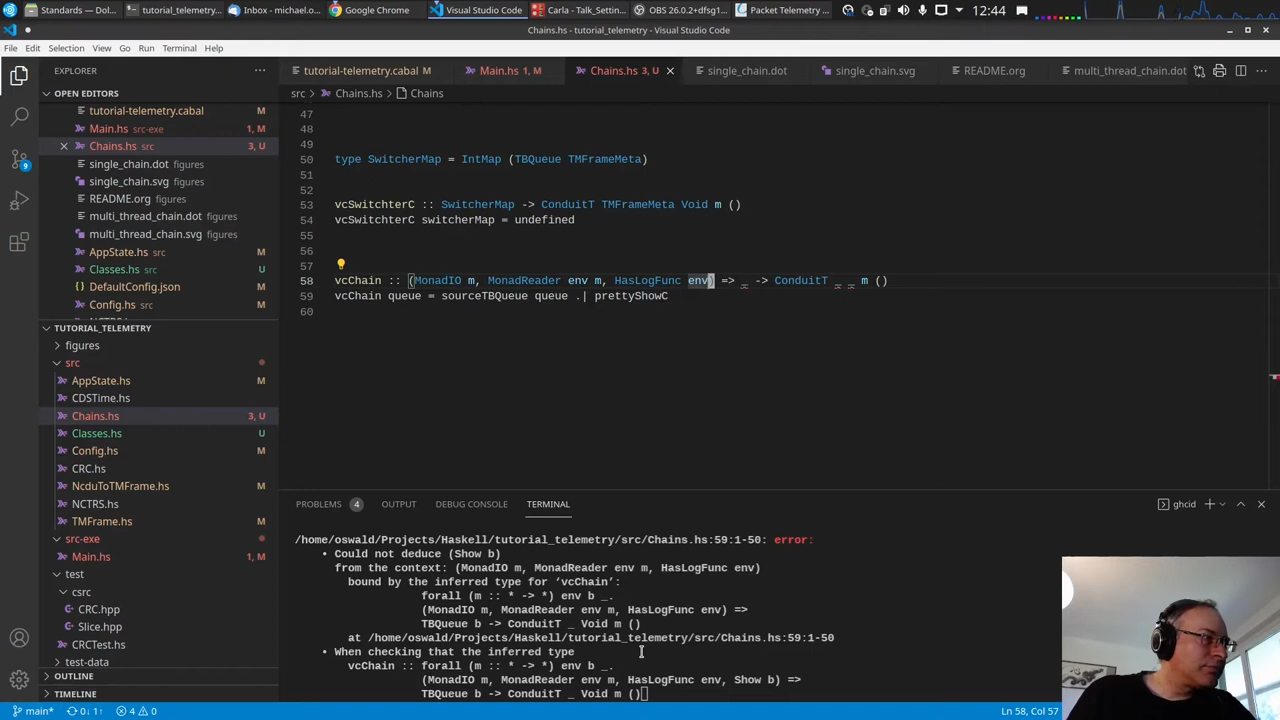 Standards — Dol...
tutorial_telemetry...
Inbox - michael.o...
Google Chrome
Visual Studio Code
Carla - Talk_Setting...
OBS 26.0.2+dfsg1...
Packet Telemetry ...
12:44
Chains.hs - tutorial_telemetry - Visual Studio Code
File Edit Selection View Go Run Terminal Help
EXPLORER
tutorial-telemetry.cabal M
Main.hs 1, M
Chains.hs 3, U
single_chain.dot
single_chain.svg
README.org
multi_thread_chain.dot
OPEN EDITORS
src > Chains.hs > Chains
tutorial-telemetry.cabal M
Main.hs src-exe 1, M
Chains.hs src 3, U
single_chain.dot figures
single_chain.svg figures
README.org
multi_thread_chain.dot figures
multi_thread_chain.svg figures
AppState.hs src M
Classes.hs src U
DefaultConfig.json M
Config.hs src M
TUTORIAL_TELEMETRY
figures
src
AppState.hs M
CDSTime.hs
Chains.hs 3, U
Classes.hs U
Config.hs M
CRC.hs
NcduToTMFrame.hs M
NCTRS.hs
TMFrame.hs M
src-exe
Main.hs M
test
csrc
CRC.hpp
Slice.hpp
CRCTest.hs
test-data
OUTLINE
TIMELINE
47
48
49
50 type SwitcherMap = IntMap (TBQueue TMFrameMeta)
51
52
53 vcSwitchterC :: SwitcherMap -> ConduitT TMFrameMeta Void m ()
54 vcSwitchterC switcherMap = undefined
55
56
57
58 vcChain :: (MonadIO m, MonadReader env m, HasLogFunc env) => _ -> ConduitT _ _ m ()
59 vcChain queue = sourceTBQueue queue .| prettyShowC
60
PROBLEMS 4 OUTPUT DEBUG CONSOLE TERMINAL
ghcid
/home/oswald/Projects/Haskell/tutorial_telemetry/src/Chains.hs:59:1-50: error:
• Could not deduce (Show b)
from the context: (MonadIO m, MonadReader env m, HasLogFunc env)
bound by the inferred type for ‘vcChain’:
forall (m :: * -> *) env b _.
(MonadIO m, MonadReader env m, HasLogFunc env) =>
TBQueue b -> ConduitT _ Void m ()
at /home/oswald/Projects/Haskell/tutorial_telemetry/src/Chains.hs:59:1-50
• When checking that the inferred type
vcChain :: forall (m :: * -> *) env b _.
(MonadIO m, MonadReader env m, HasLogFunc env, Show b) =>
TBQueue b -> ConduitT _ Void m ()
main* 0↓ 1↑ 4 0
Ln 58, Col 57